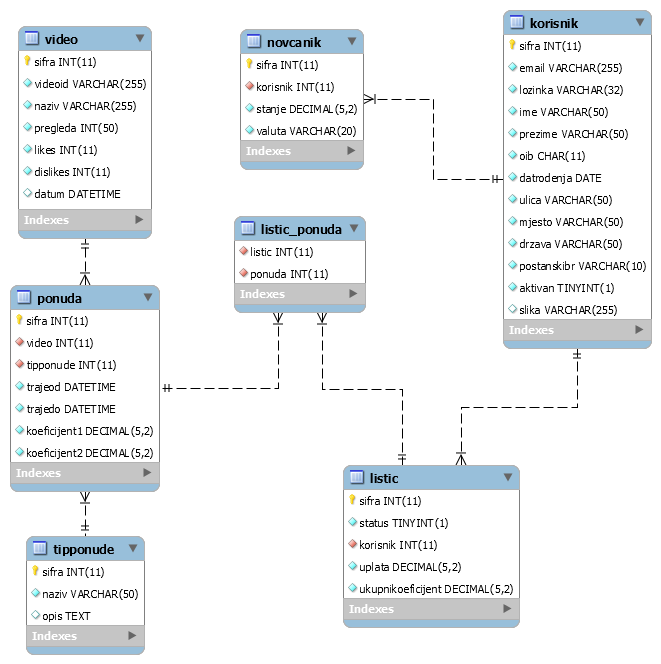 video
sifra INT(11)
videoid VARCHAR(255)
naziv VARCHAR(255)
pregleda INT(50)
likes INT(11)
dislikes INT(11)
datum DATETIME
Indexes
novcanik
sifra INT(11)
korisnik INT(11)
stanje DECIMAL(5,2)
valuta VARCHAR(20)
Indexes
korisnik
sifra INT(11)
email VARCHAR(255)
lozinka VARCHAR(32)
ime VARCHAR(50)
prezime VARCHAR(50)
oib CHAR(11)
datrodenja DATE
ulica VARCHAR(50)
mjesto VARCHAR(50)
drzava VARCHAR(50)
postanskibr VARCHAR(10)
aktivan TINYINT(1)
slika VARCHAR(255)
Indexes
listic_ponuda
listic INT(11)
ponuda INT(11)
Indexes
ponuda
sifra INT(11)
video INT(11)
tipponude INT(11)
trajeod DATETIME
trajedo DATETIME
koeficijent1 DECIMAL(5,2)
koeficijent2 DECIMAL(5,2)
Indexes
listic
sifra INT(11)
status TINYINT(1)
korisnik INT(11)
uplata DECIMAL(5,2)
ukupnikoeficijent DECIMAL(5,2)
Indexes
tipponude
sifra INT(11)
naziv VARCHAR(50)
opis TEXT
Indexes